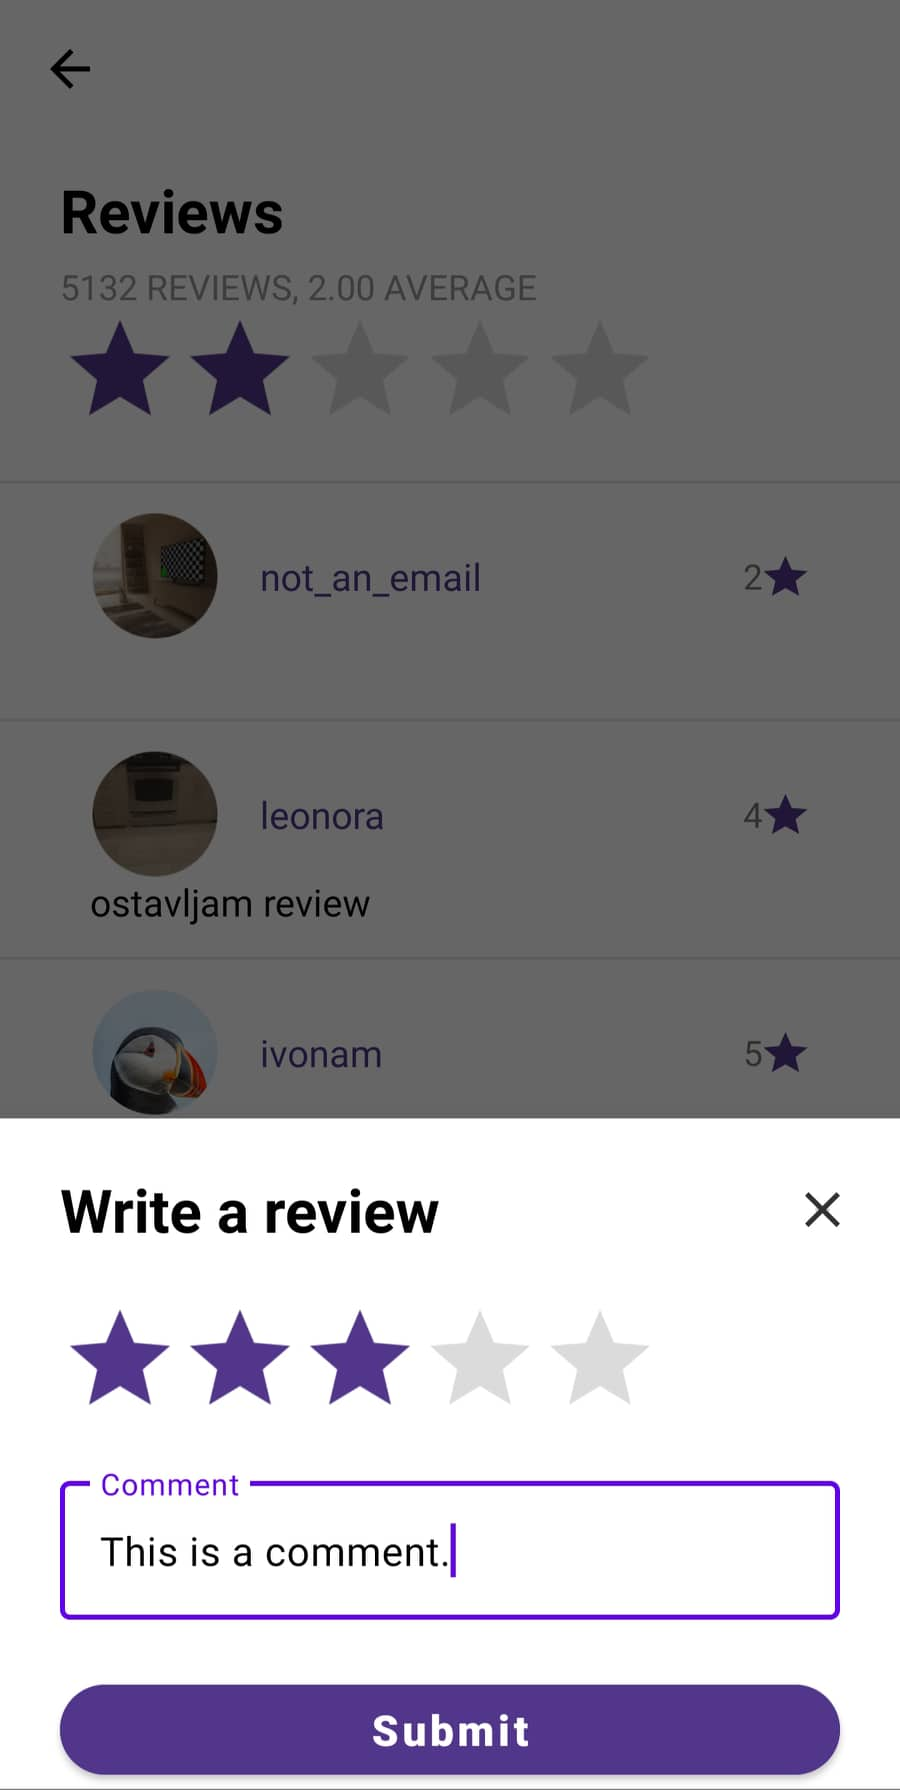 Reviews
5132 REVIEWS, 2.00 AVERAGE
not_an_email
2
leonora
4
ostavljam review
ivonam
5
Write a review
Comment
This is a comment.
Submit